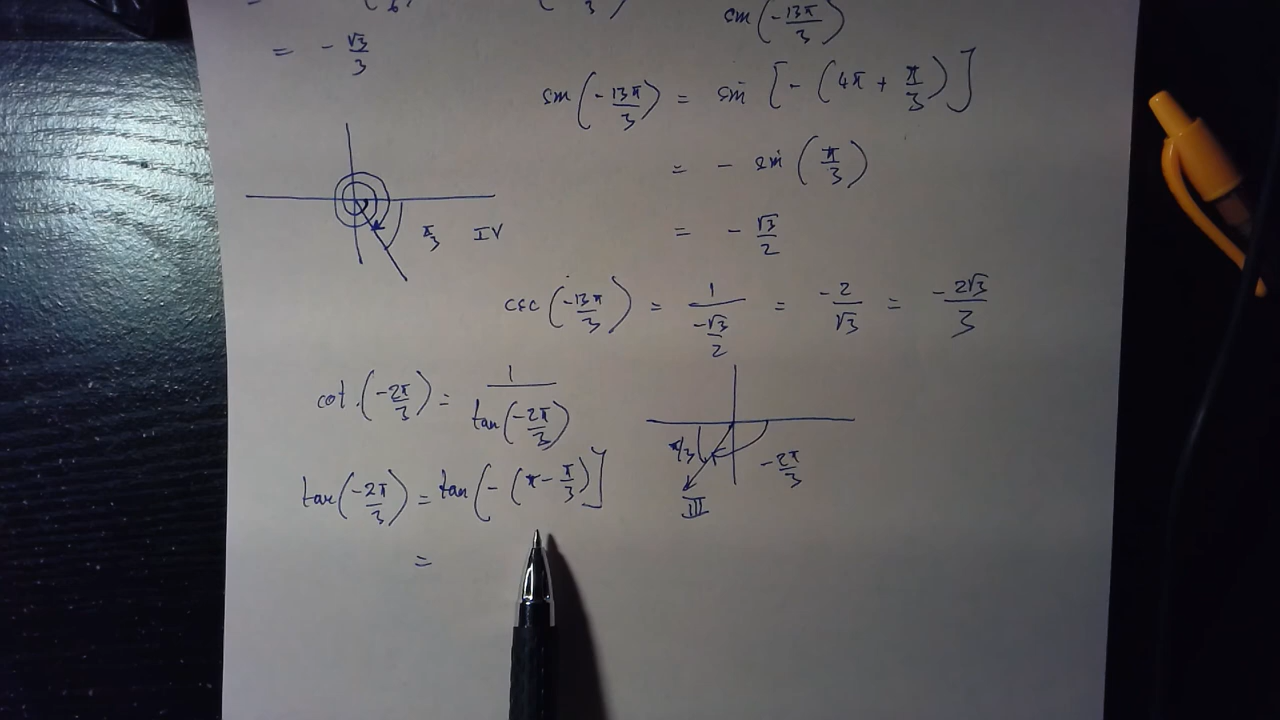 = - √3/3
sin(-13π/3)
sin(-13π/3) = sin [-(4π + π/3)]
= - sin(π/3)
= - √3/2
π/3 IV
csc(-13π/3) = 1/(-√3/2) = -2/√3 = -2√3/3
cot(-2π/3) = 1/tan(-2π/3)
π/3 -2π/3
III
tan(-2π/3) = tan(-(π - π/3)]
=